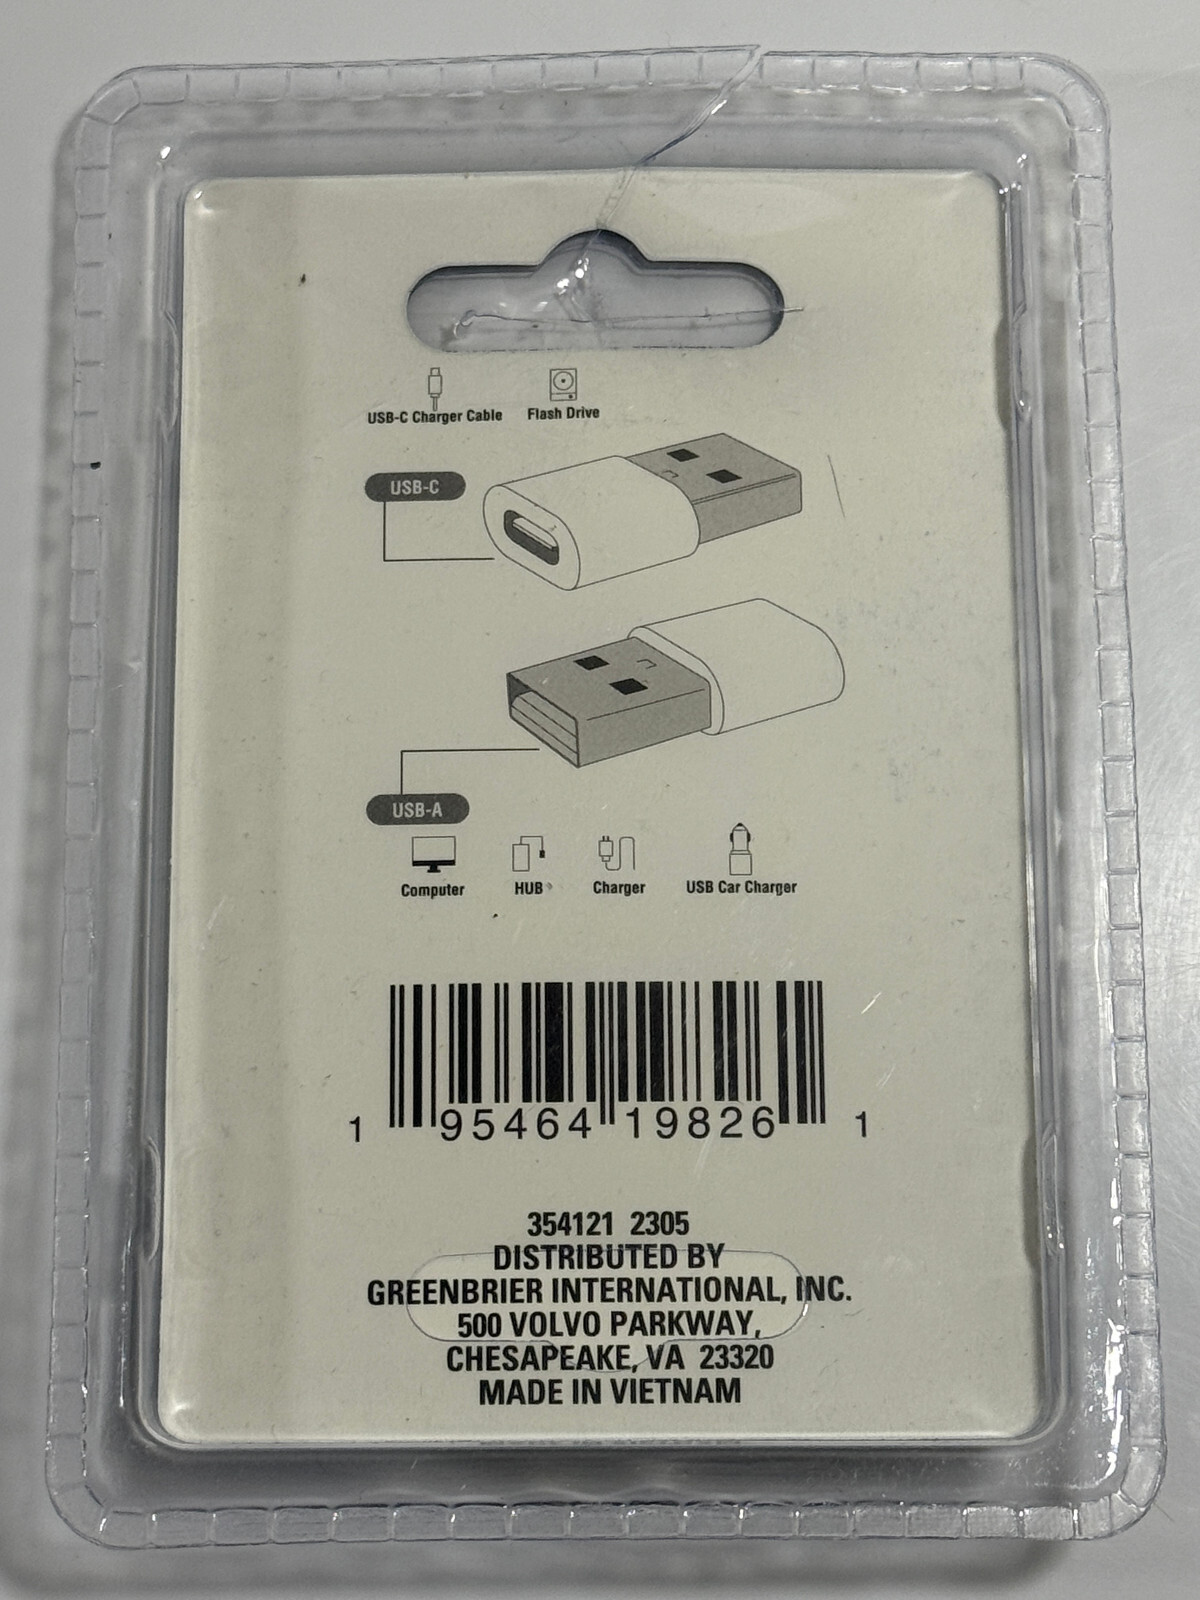 USB-C Charger Cable Flash Drive
USB-C
USB-A
Computer HUB Charger USB Car Charger
1 95464 19826 1
354121 2305
DISTRIBUTED BY
GREENBRIER INTERNATIONAL, INC.
500 VOLVO PARKWAY,
CHESAPEAKE, VA 23320
MADE IN VIETNAM